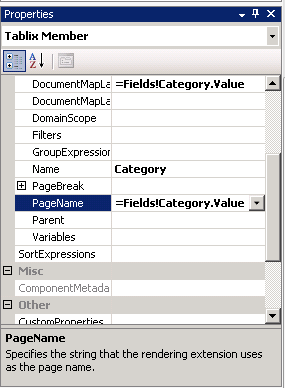 Properties
Tablix Member
DocumentMapLa =Fields!Category.Value
DocumentMapLa
DomainScope
Filters
GroupExpression
Name Category
PageBreak
PageName =Fields!Category.Value
Parent
Variables
SortExpressions
Misc
ComponentMetada
Other
CustomProperties
PageName
Specifies the string that the rendering extension uses
as the page name.